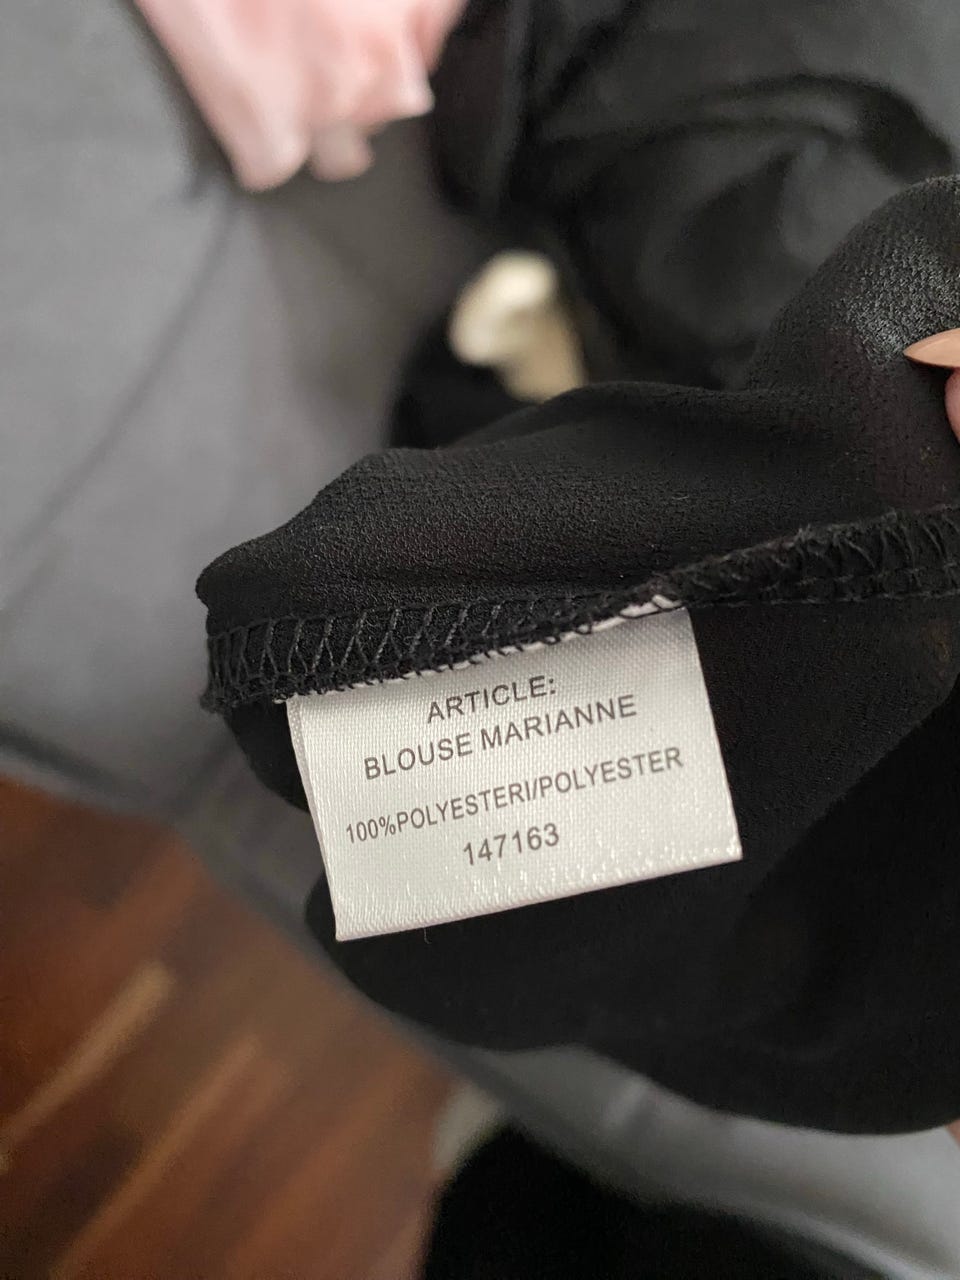 ARTICLE:
BLOUSE MARIANNE
100%POLYESTERI/POLYESTER
147163